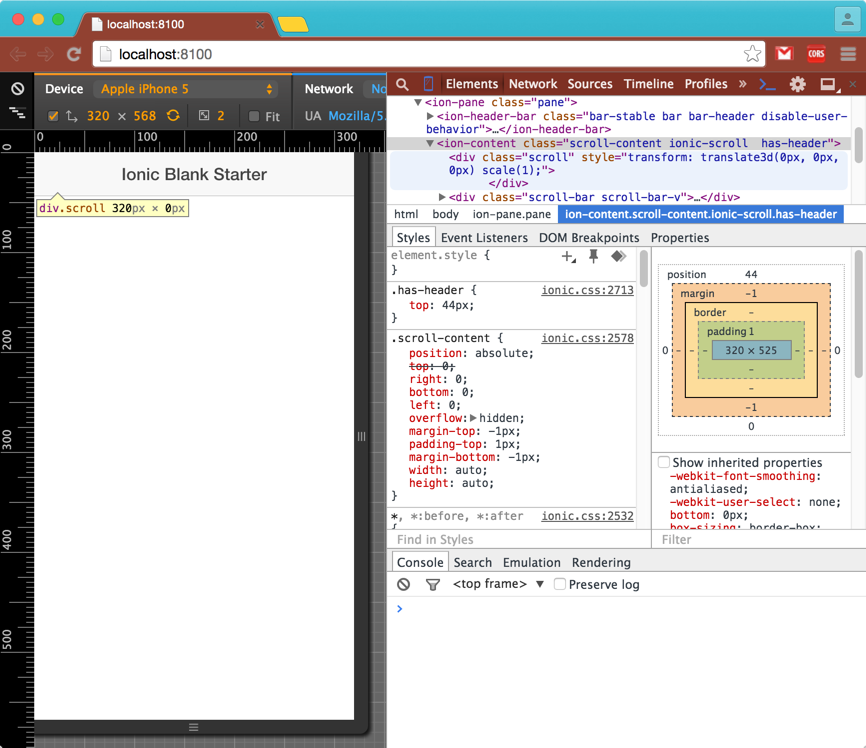 localhost:8100
localhost:8100
CORS
Device Apple iPhone 5 Network No
320 × 568 2 Fit UA Mozilla/5.
0 100 200 300
0
100
200
300
400
500
Ionic Blank Starter
div.scroll 320px × 0px
Elements Network Sources Timeline Profiles »
▼<ion-pane class="pane">
▶<ion-header-bar class="bar-stable bar bar-header disable-user-
behavior">…</ion-header-bar>
▼<ion-content class="scroll-content ionic-scroll  has-header">
<div class="scroll" style="transform: translate3d(0px, 0px,
0px) scale(1);">
</div>
▶<div class="scroll-bar scroll-bar-v">…</div>
html body ion-pane.pane ion-content.scroll-content.ionic-scroll.has-header
Styles Event Listeners DOM Breakpoints Properties
element.style {
}
.has-header { ionic.css:2713
top: 44px;
}
.scroll-content { ionic.css:2578
position: absolute;
top: 0;
right: 0;
bottom: 0;
left: 0;
overflow:▶hidden;
margin-top: -1px;
padding-top: 1px;
margin-bottom: -1px;
width: auto;
height: auto;
}
*, *:before, *:after ionic.css:2532
{
Find in Styles
position 44
margin -1
border -
padding 1
0 - - - 320 × 525 - - - 0
-
-
-1
0
Show inherited properties
-webkit-font-smoothing:
antialiased;
-webkit-user-select: none;
bottom: 0px;
box-sizing: border-box;
Filter
Console Search Emulation Rendering
<top frame> ▼ Preserve log
>